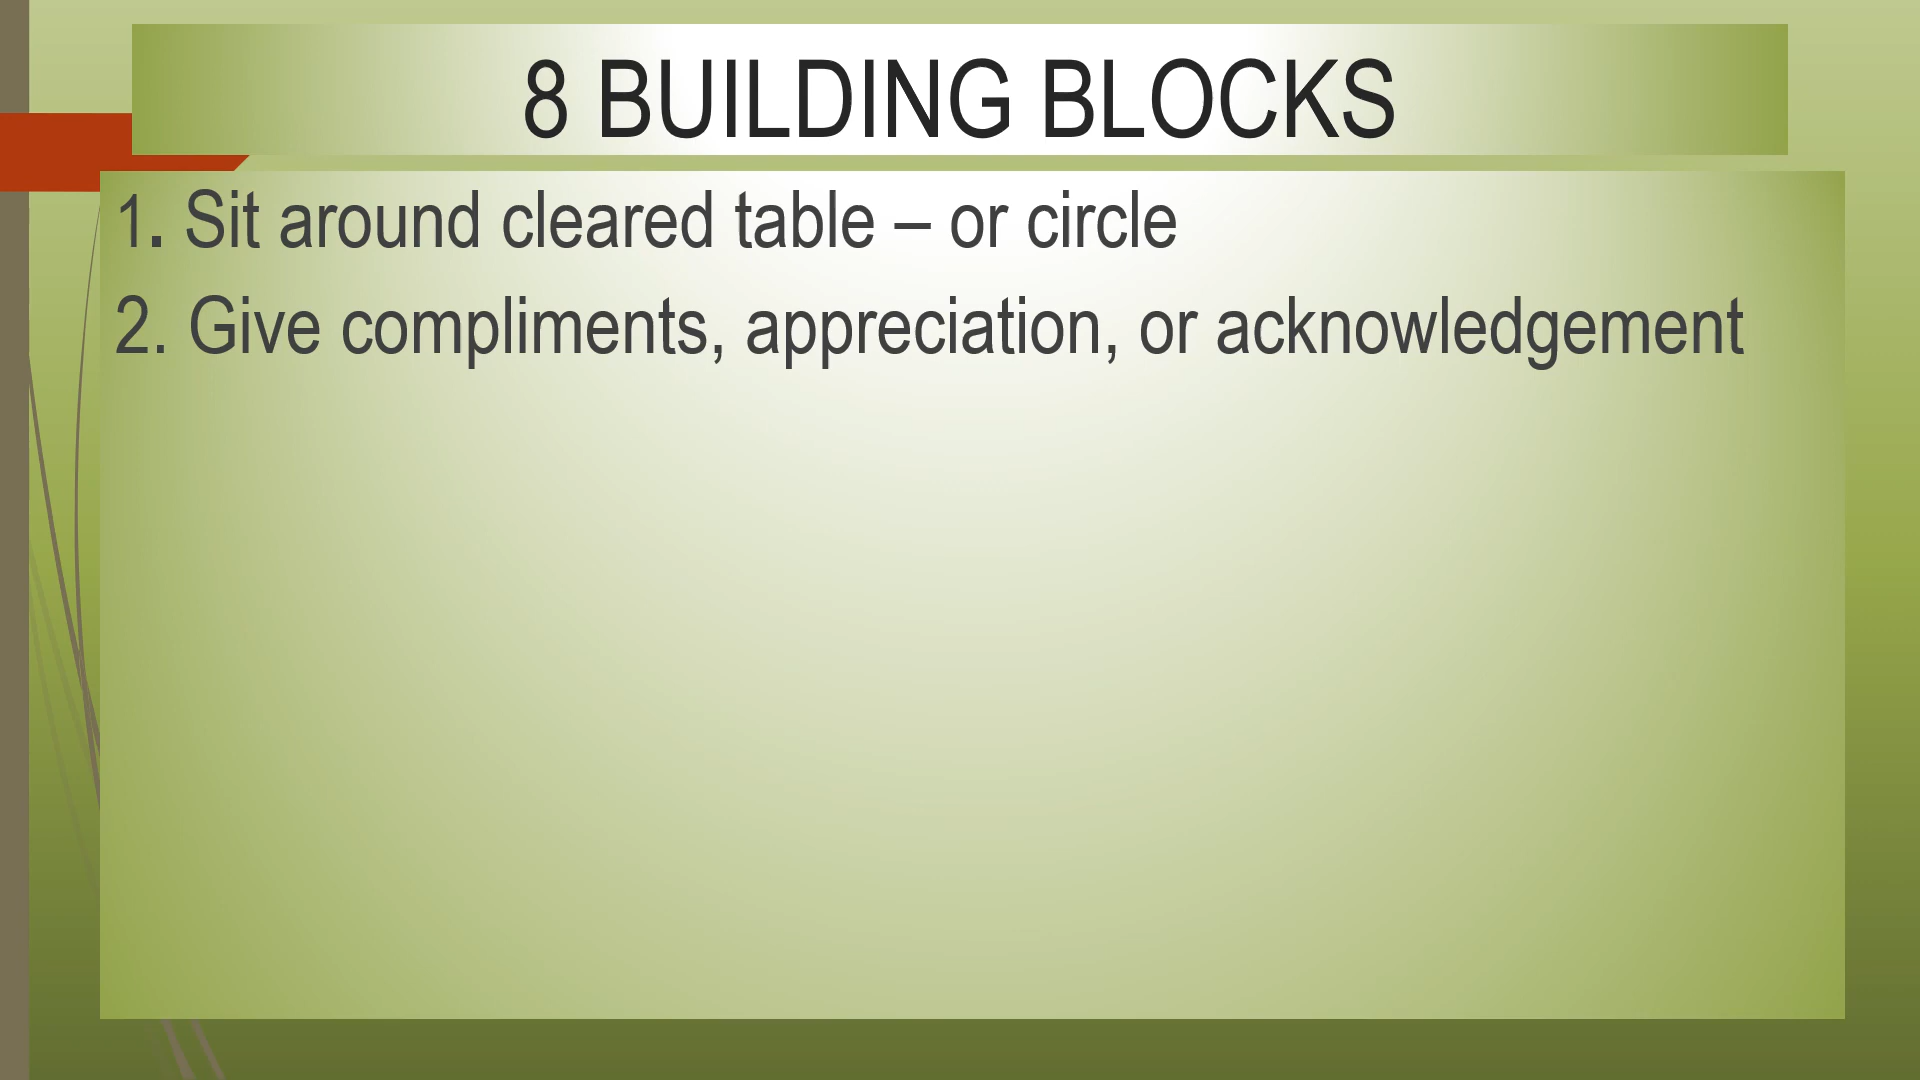 8 BUILDING BLOCKS
1. Sit around cleared table – or circle
2. Give compliments, appreciation, or acknowledgement